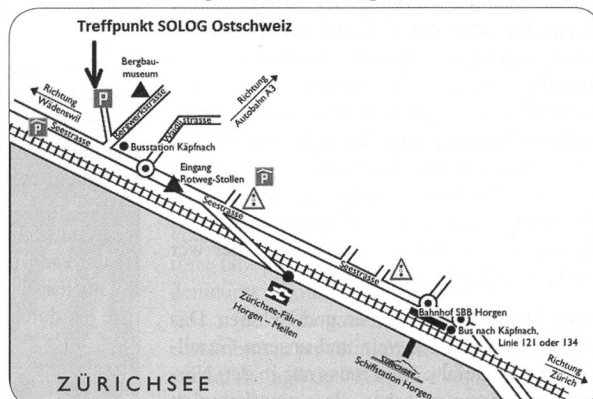 Treffpunkt SOLOG Ostschweiz
Bergbau-
museum
P
Richtung
Wädenswil
Richtung
Autobahn A3
Bergwerkstrasse
P
Seestrasse
Busstation Käpfnach
Eingang
Rotweg-Stollen
P
Seestrasse
Seestrasse
Zürichsee-Fähre
Horgen – Meilen
Bahnhof SBB Horgen
Bus nach Käpfnach,
Linie 121 oder 134
Schiffstation Horgen
Richtung
Zürich
ZÜRICHSEE